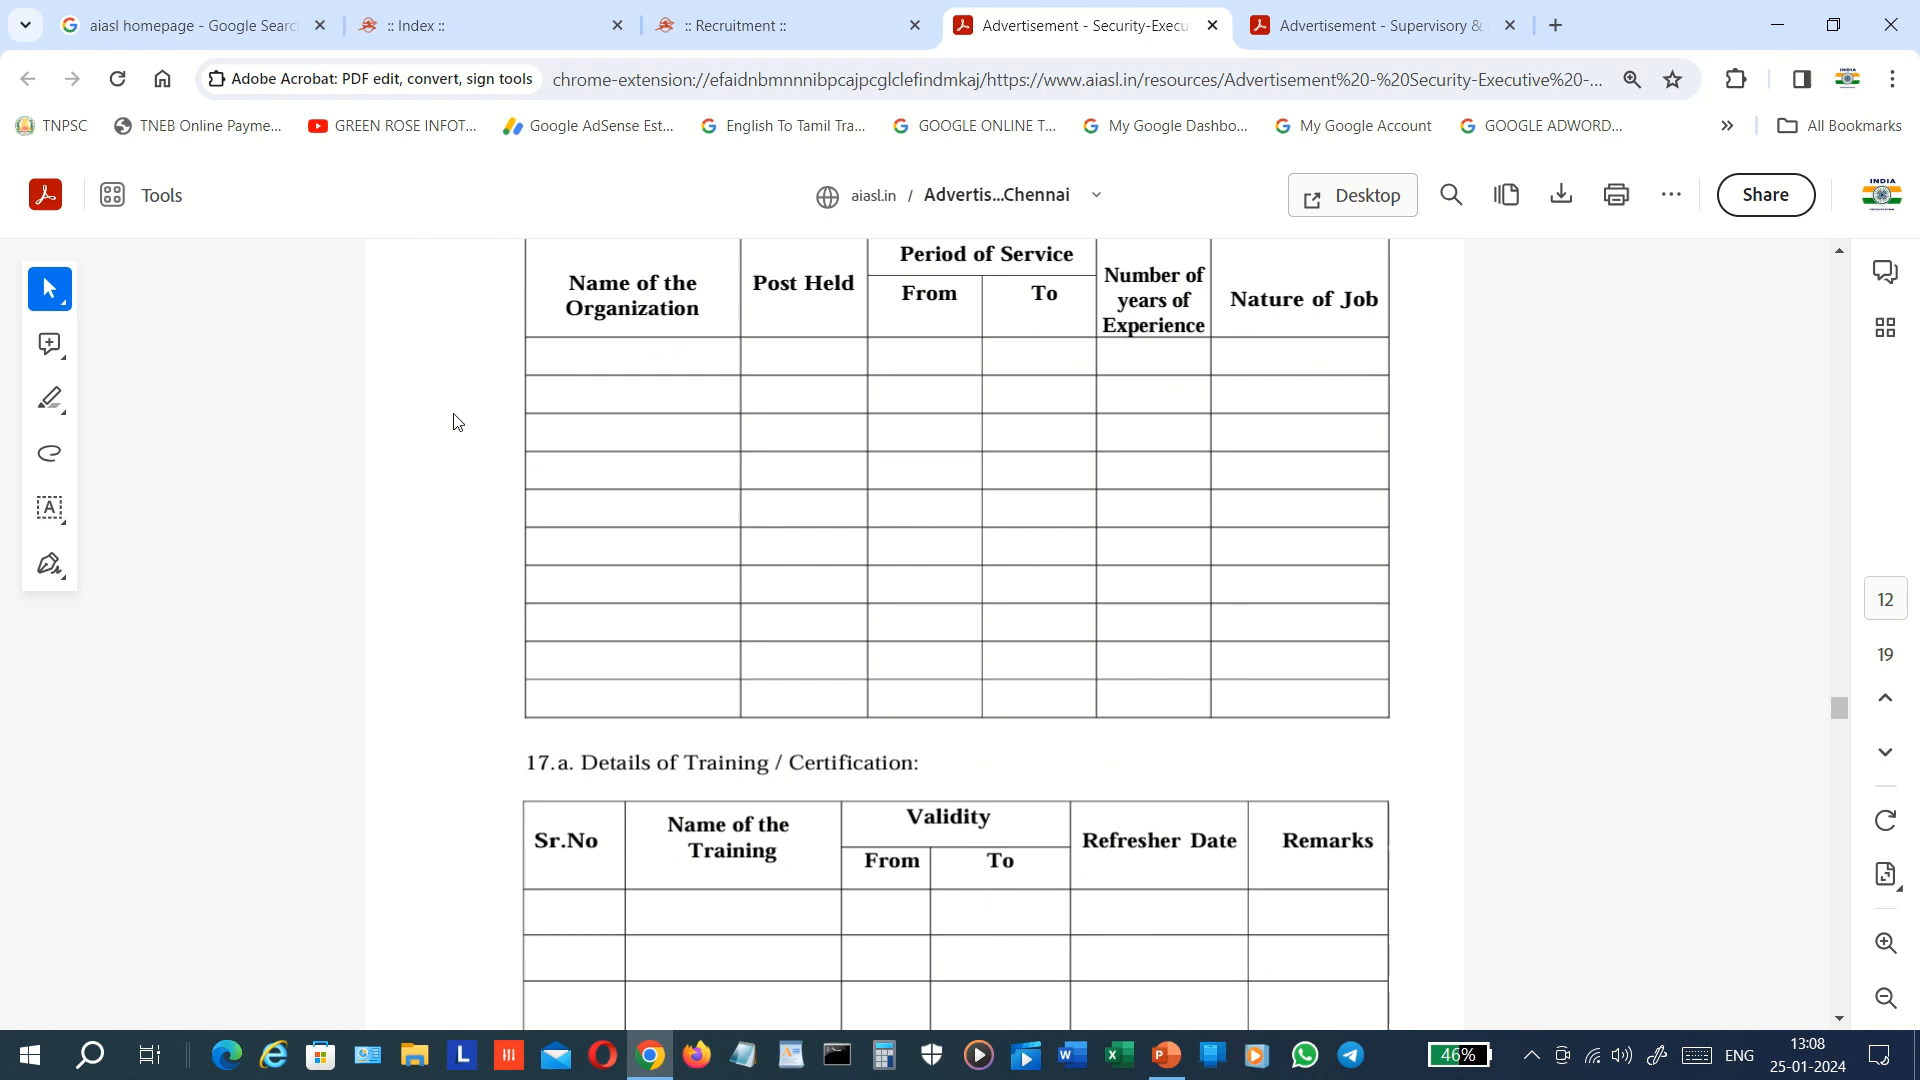 aiasl homepage - Google Searc
:: Index ::
:: Recruitment ::
Advertisement - Security-Execu
Advertisement - Supervisory &
Adobe Acrobat: PDF edit, convert, sign tools
chrome-extension://efaidnbmnnnibpcajpcglclefindmkaj/https://www.aiasl.in/resources/Advertisement%20-%20Security-Executive%20-...
TNPSC
TNEB Online Payme...
GREEN ROSE INFOT...
Google AdSense Est...
English To Tamil Tra...
GOOGLE ONLINE T...
My Google Dashbo...
My Google Account
GOOGLE ADWORD...
All Bookmarks
Tools
aiasl.in / Advertis...Chennai
Desktop
Share
INDIA
Name of the
Organization
Post Held
Period of Service
From
To
Number of
years of
Experience
Nature of Job
12
19
17.a. Details of Training / Certification:
Sr.No
Name of the
Training
Validity
From
To
Refresher Date
Remarks
46%
ENG
13:08
25-01-2024